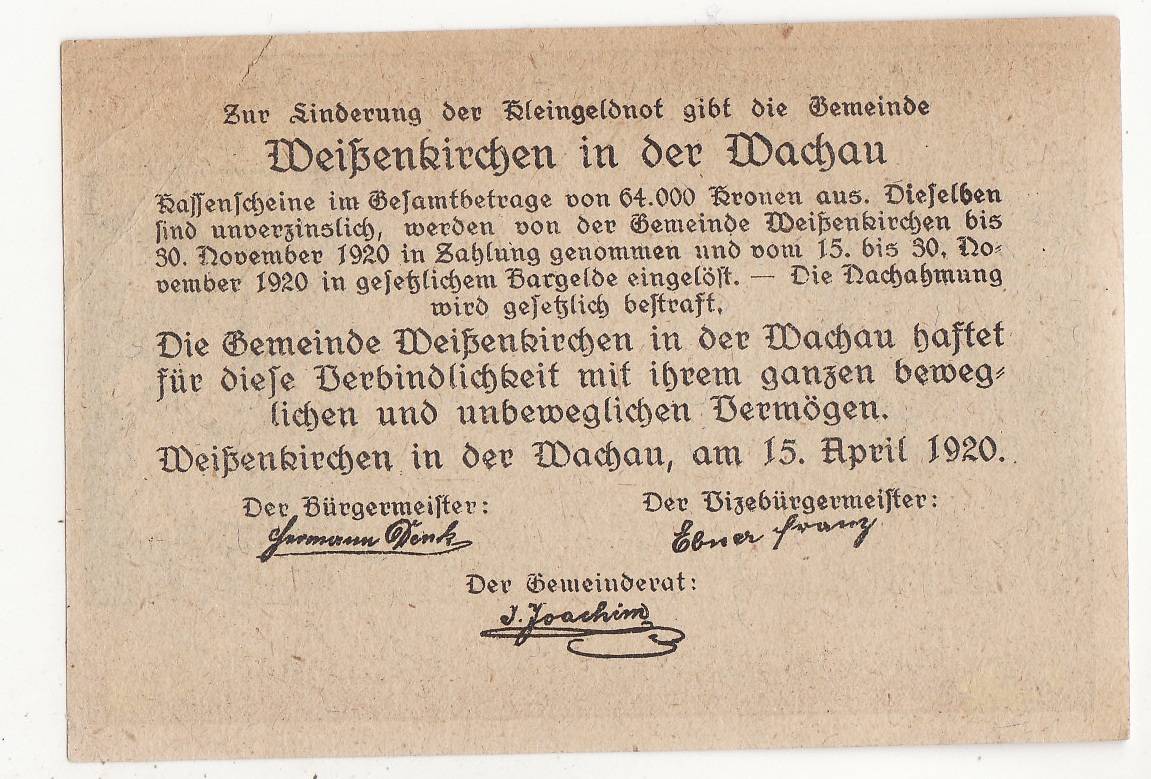 Zur Linderung der Kleingeldnot gibt die Gemeinde
Weißenkirchen in der Wachau
Kassenscheine im Gesamtbetrage von 64.000 Kronen aus. Dieselben
sind unverzinslich, werden von der Gemeinde Weißenkirchen bis
30. November 1920 in Zahlung genommen und vom 15. bis 30. No-
vember 1920 in gesetzlichem Bargelde eingelöst. — Die Nachahmung
wird gesetzlich bestraft.
Die Gemeinde Weißenkirchen in der Wachau haftet
für diese Verbindlichkeit mit ihrem ganzen beweg-
lichen und unbeweglichen Vermögen.
Weißenkirchen in der Wachau, am 15. April 1920.
Der Bürgermeister: Der Vizebürgermeister:
Hermann Denk Ebner Franz
Der Gemeinderat:
J. Joachim